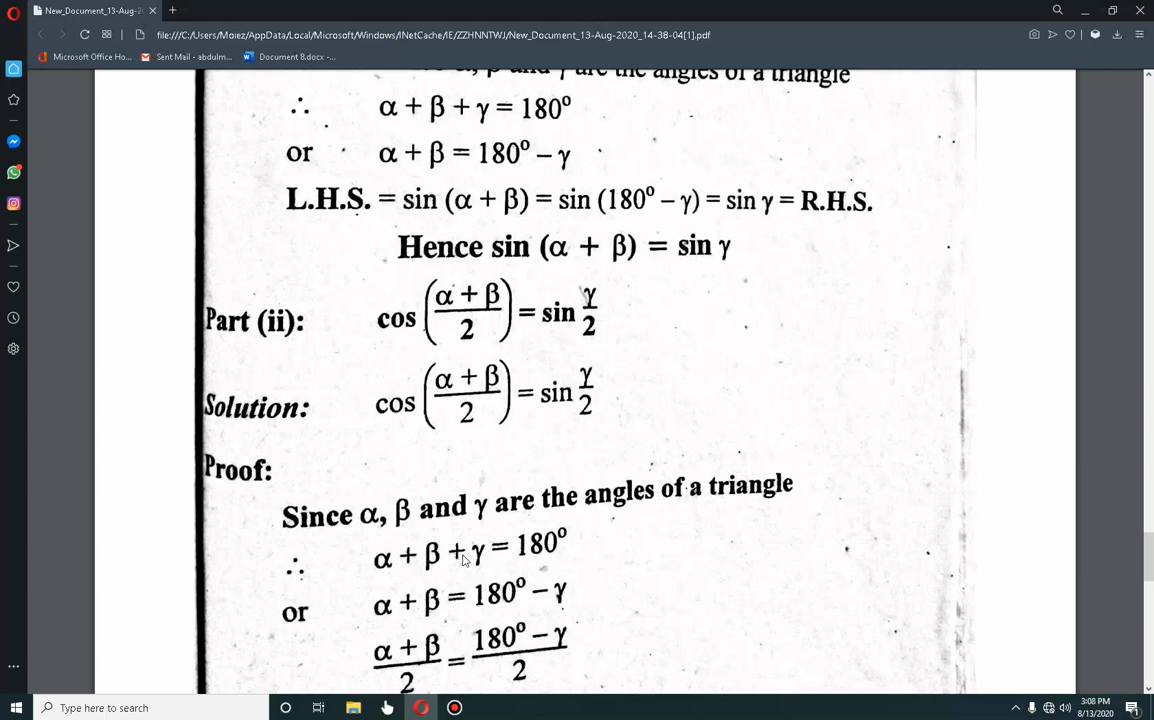 New_Document_13-Aug-2
file:///C:/Users/Moiez/AppData/Local/Microsoft/Windows/INetCache/IE/ZZHNNTWJ/New_Document_13-Aug-2020_14-38-04[1].pdf
Microsoft Office Ho... Sent Mail - abdulm... Document 8.docx -...
α, β and γ are the angles of a triangle
∴ α + β + γ = 180°
or α + β = 180° – γ
L.H.S. = sin (α + β) = sin (180° – γ) = sin γ = R.H.S.
Hence sin (α + β) = sin γ
Part (ii): cos ((α + β)/2) = sin γ/2
Solution: cos ((α + β)/2) = sin γ/2
Proof:
Since α, β and γ are the angles of a triangle
∴ α + β + γ = 180°
or α + β = 180° – γ
(α + β)/2 = (180° – γ)/2
Type here to search
3:08 PM
8/13/2020
1